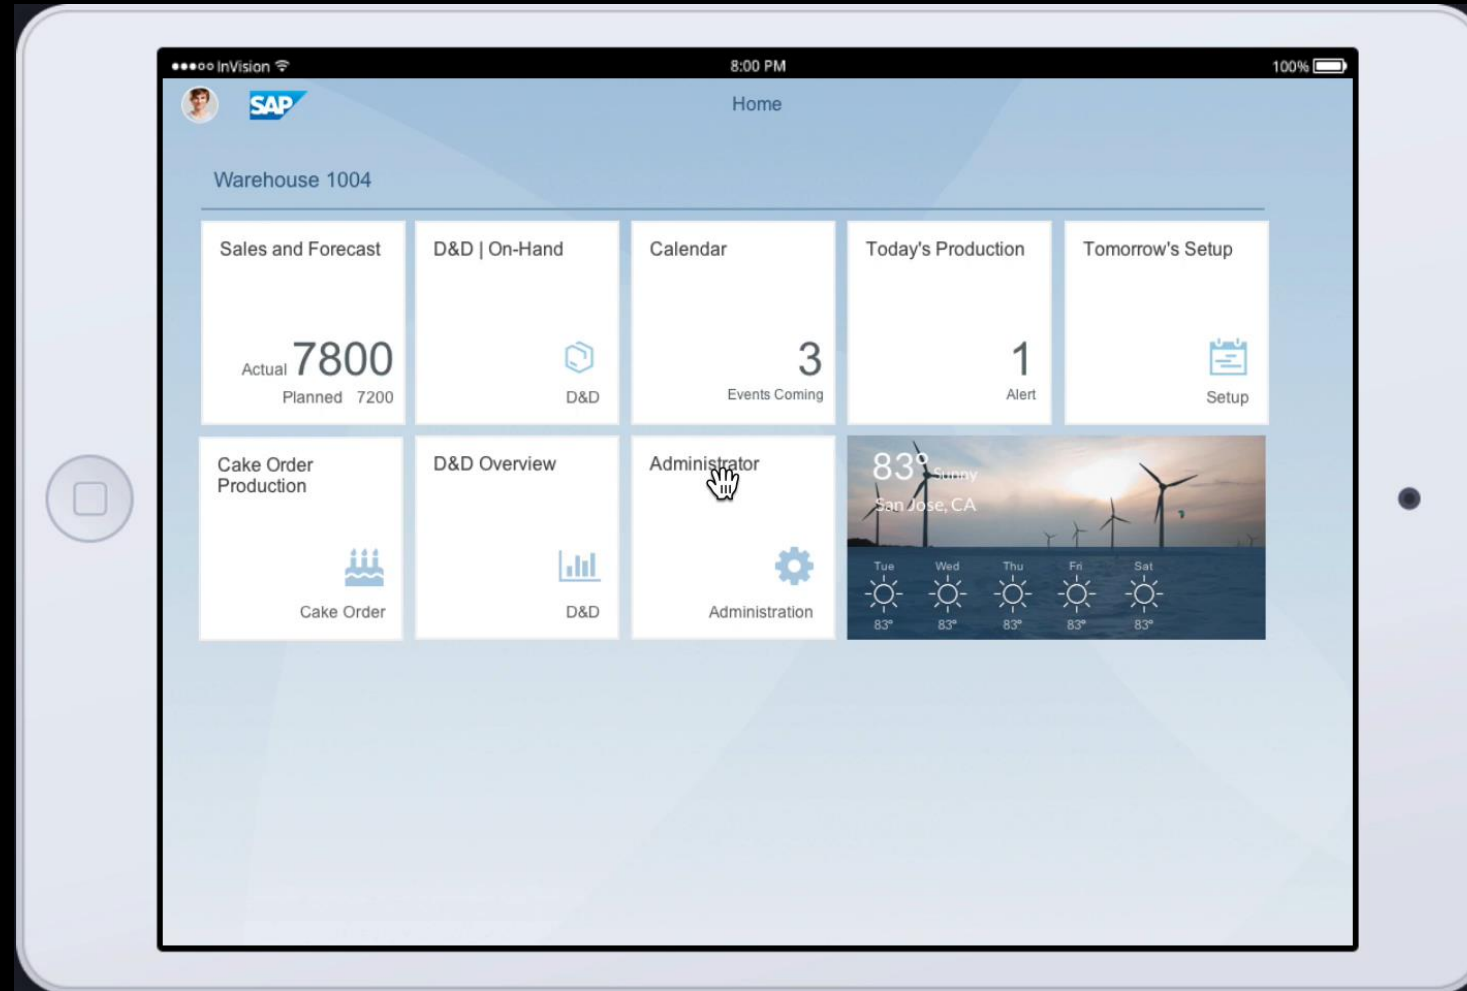 InVision
8:00 PM
100%
SAP
Home
Warehouse 1004
Sales and Forecast
Actual 7800
Planned 7200
D&D | On-Hand
D&D
Calendar
3
Events Coming
Today's Production
1
Alert
Tomorrow's Setup
Setup
Cake Order
Production
Cake Order
D&D Overview
D&D
Administrator
Administration
83° Sunny
San Jose, CA
Tue Wed Thu Fri Sat
83° 83° 83° 83° 83°